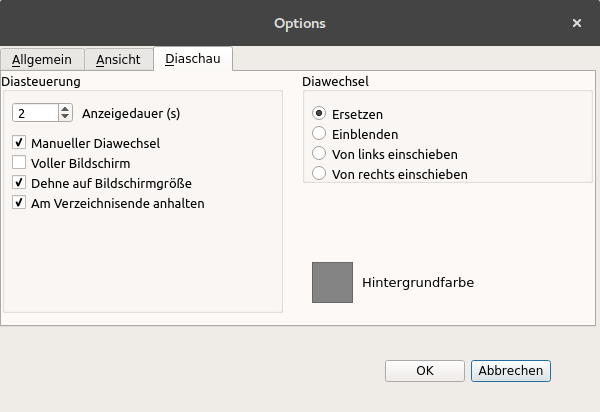 Options
Allgemein Ansicht Diaschau
Diasteuerung
2 Anzeigedauer (s)
Manueller Diawechsel
Voller Bildschirm
Dehne auf Bildschirmgröße
Am Verzeichnisende anhalten
Diawechsel
Ersetzen
Einblenden
Von links einschieben
Von rechts einschieben
Hintergrundfarbe
OK Abbrechen